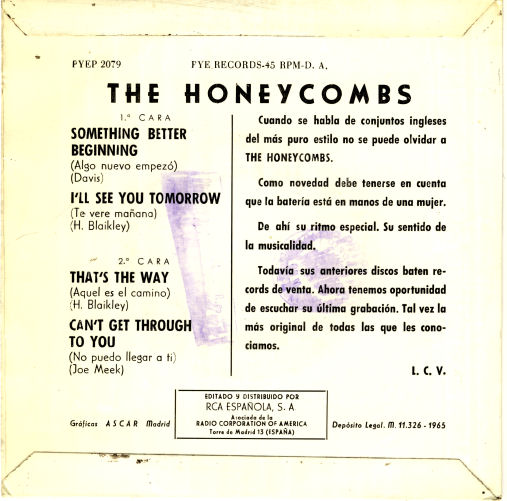 PYEP 2079
PYE RECORDS-45 RPM-D. A.
THE HONEYCOMBS
1.ª CARA
SOMETHING BETTER
BEGINNING
(Algo nuevo empezó)
(Davis)
I'LL SEE YOU TOMORROW
(Te vere mañana)
(H. Blaikley)
2.ª CARA
THAT'S THE WAY
(Aquel es el camino)
(H. Blaikley)
CAN'T GET THROUGH
TO YOU
(No puedo llegar a ti)
(Joe Meek)
Cuando se habla de conjuntos ingleses
del más puro estilo no se puede olvidar a
THE HONEYCOMBS.
Como novedad debe tenerse en cuenta
que la batería está en manos de una mujer.
De ahí su ritmo especial. Su sentido de
la musicalidad.
Todavía sus anteriores discos baten re-
cords de venta. Ahora tenemos oportunidad
de escuchar su última grabación. Tal vez la
más original de todas las que les cono-
ciamos.
L. C. V.
Gráficas ASCAR Madrid
EDITADO Y DISTRIBUIDO POR
RCA ESPAÑOLA, S. A
Asociada de la
RADIO CORPORATION OF AMERICA
Torre de Madrid 13 (ESPAÑA)
Depósito Legal. M. 11.326 - 1965